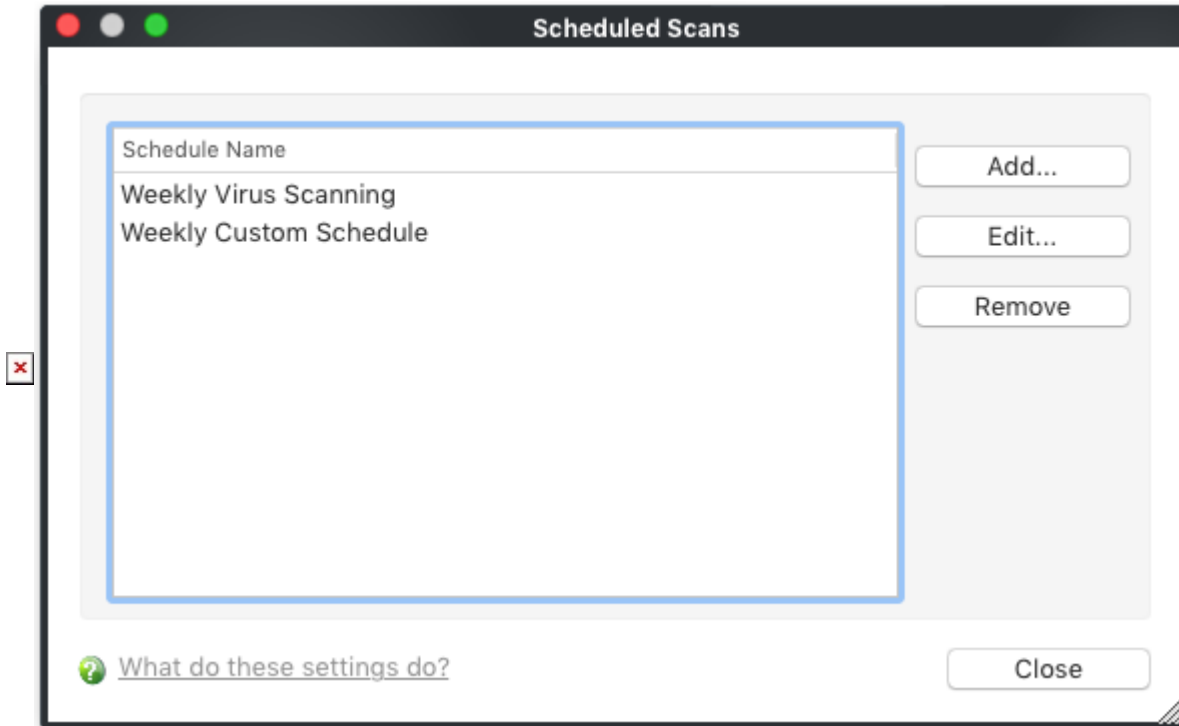 Scheduled Scans
Schedule Name
Weekly Virus Scanning
Weekly Custom Schedule
Add...
Edit...
Remove
What do these settings do?
Close